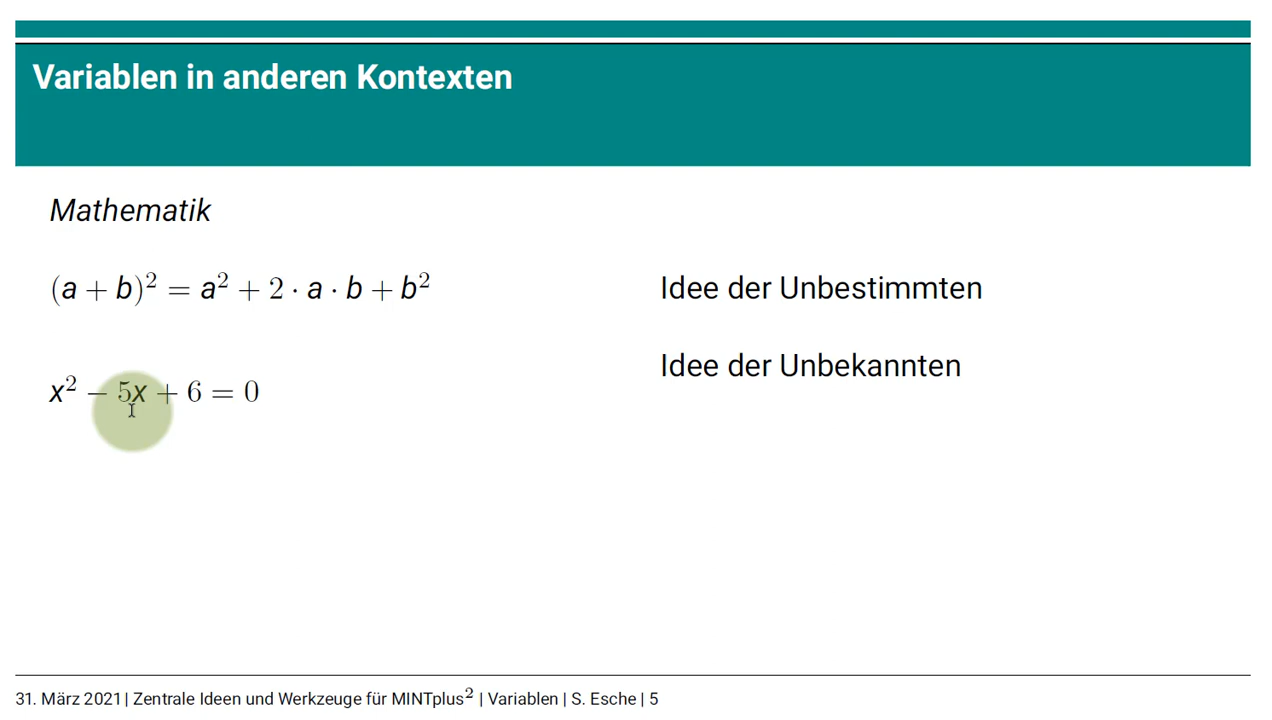 Variablen in anderen Kontexten
Mathematik
(a + b)² = a² + 2 · a · b + b² Idee der Unbestimmten
Idee der Unbekannten
x² − 5x + 6 = 0
31. März 2021 | Zentrale Ideen und Werkzeuge für MINTplus² | Variablen | S. Esche | 5